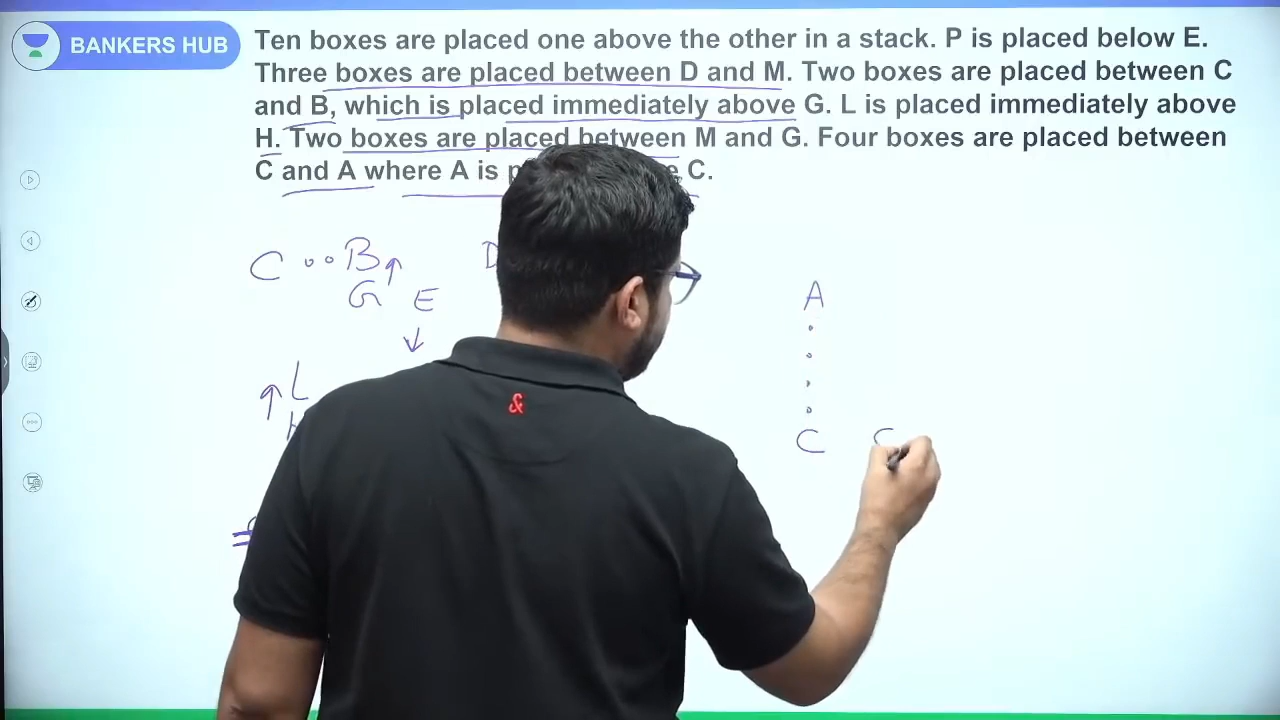 BANKERS HUB
Ten boxes are placed one above the other in a stack. P is placed below E.
Three boxes are placed between D and M. Two boxes are placed between C
and B, which is placed immediately above G. L is placed immediately above
H. Two boxes are placed between M and G. Four boxes are placed between
C and A where A is C.
C B
G E
L
A
C C
&